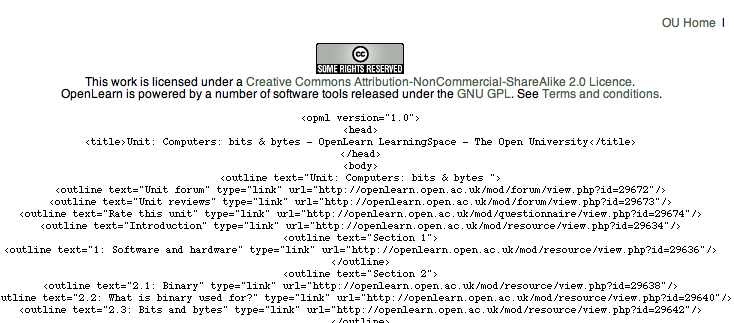 OU Home |
cc
SOME RIGHTS RESERVED
This work is licensed under a Creative Commons Attribution-NonCommercial-ShareAlike 2.0 Licence.
OpenLearn is powered by a number of software tools released under the GNU GPL. See Terms and conditions.
<opml version="1.0">
<head>
<title>Unit: Computers: bits & bytes - OpenLearn LearningSpace - The Open University</title>
</head>
<body>
<outline text="Unit: Computers: bits & bytes ">
<outline text="Unit forum" type="link" url="http://openlearn.open.ac.uk/mod/forum/view.php?id=29672"/>
<outline text="Unit reviews" type="link" url="http://openlearn.open.ac.uk/mod/forum/view.php?id=29673"/>
<outline text="Rate this unit" type="link" url="http://openlearn.open.ac.uk/mod/questionnaire/view.php?id=29674"/>
<outline text="Introduction" type="link" url="http://openlearn.open.ac.uk/mod/resource/view.php?id=29634"/>
<outline text="Section 1">
<outline text="1: Software and hardware" type="link" url="http://openlearn.open.ac.uk/mod/resource/view.php?id=29636"/>
</outline>
<outline text="Section 2">
<outline text="2.1: Binary" type="link" url="http://openlearn.open.ac.uk/mod/resource/view.php?id=29638"/>
utline text="2.2: What is binary used for?" type="link" url="http://openlearn.open.ac.uk/mod/resource/view.php?id=29640"/>
<outline text="2.3: Bits and bytes" type="link" url="http://openlearn.open.ac.uk/mod/resource/view.php?id=29642"/>
</outline>